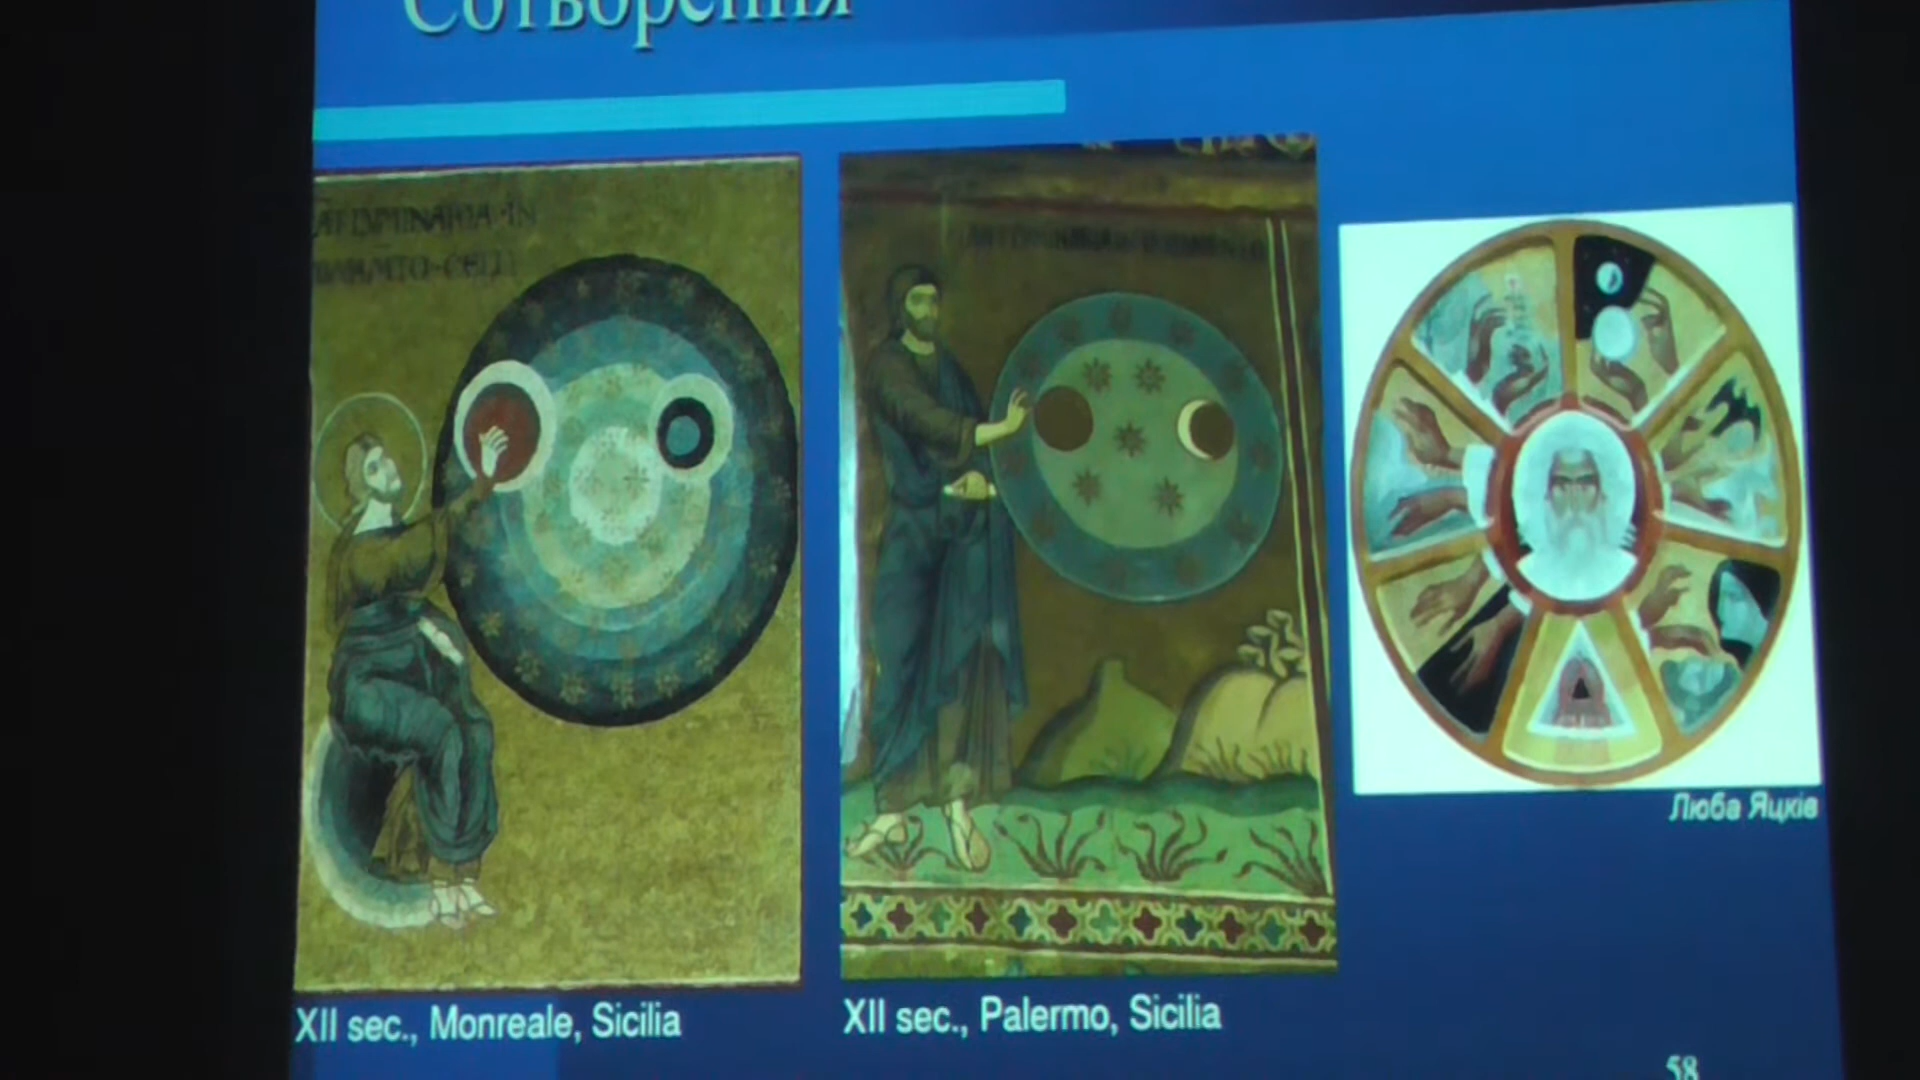 Сотворення
XII sec., Monreale, Sicilia
XII sec., Palermo, Sicilia
Люба Яцків
58